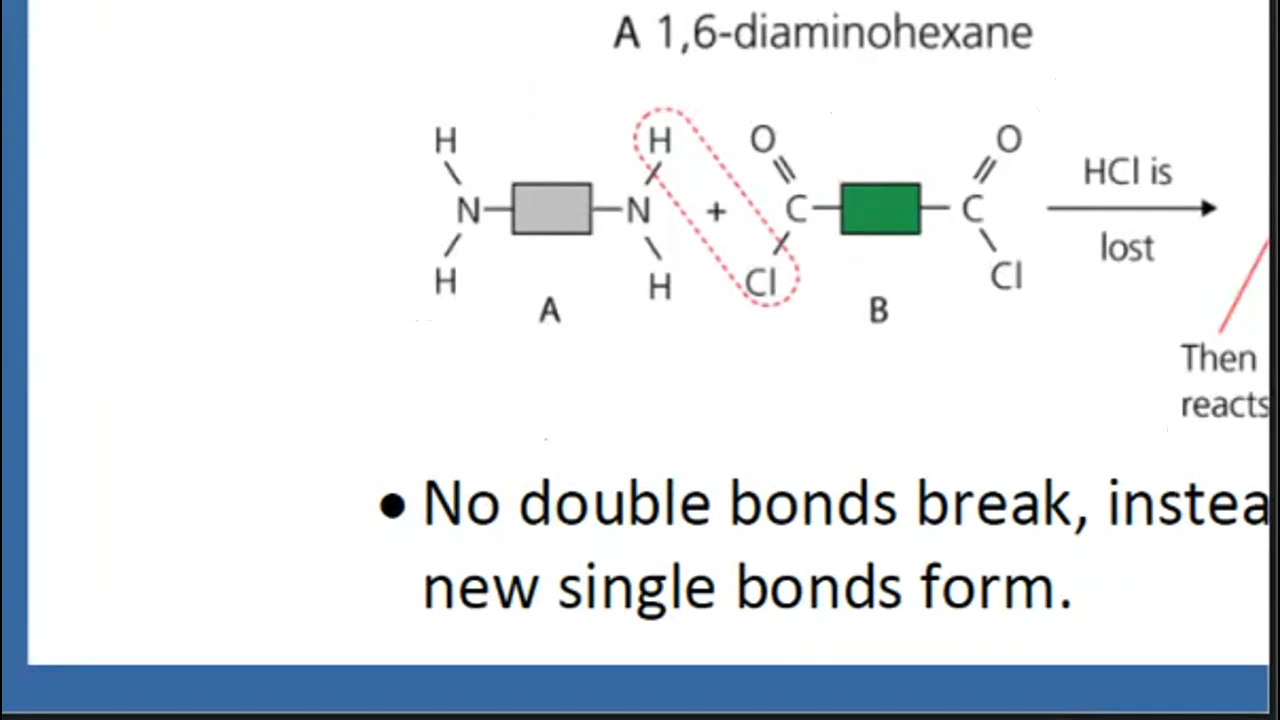 A 1,6-diaminohexane
H H O O
N N + C C HCl is
lost
H H Cl Cl
A B
Then
reacts
• No double bonds break, instea
new single bonds form.